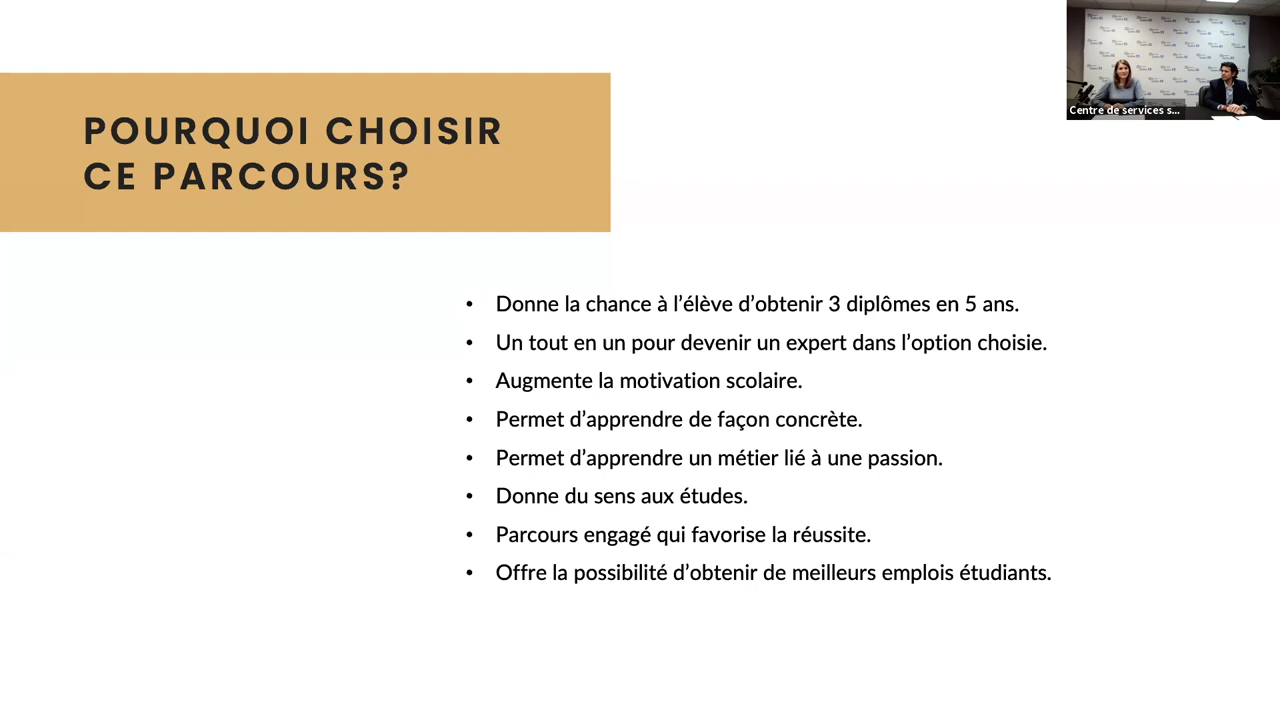 POURQUOI CHOISIR
CE PARCOURS?
Centre de services s...
• Donne la chance à l’élève d’obtenir 3 diplômes en 5 ans.
• Un tout en un pour devenir un expert dans l’option choisie.
• Augmente la motivation scolaire.
• Permet d’apprendre de façon concrète.
• Permet d’apprendre un métier lié à une passion.
• Donne du sens aux études.
• Parcours engagé qui favorise la réussite.
• Offre la possibilité d’obtenir de meilleurs emplois étudiants.